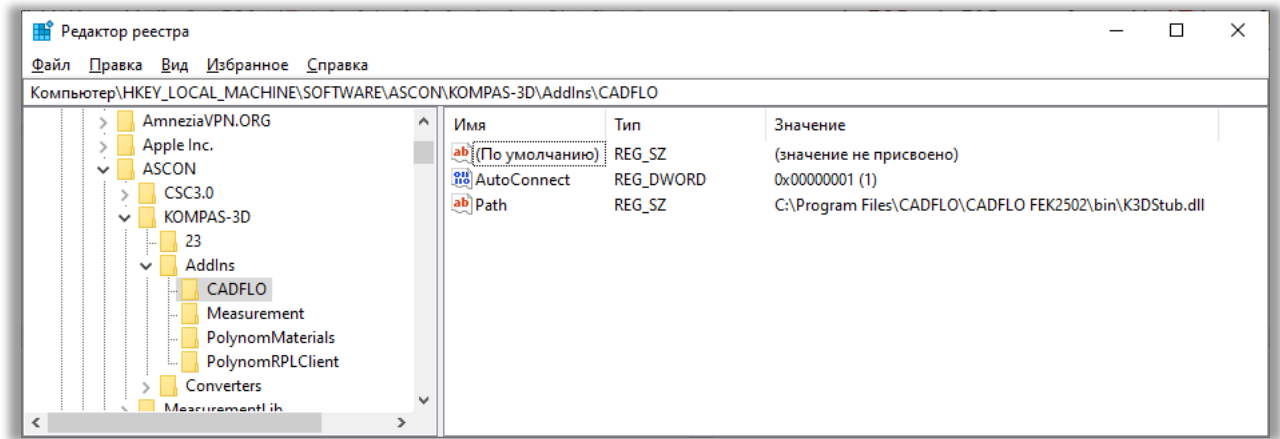 Редактор реестра
Файл Правка Вид Избранное Справка
Компьютер\HKEY_LOCAL_MACHINE\SOFTWARE\ASCON\KOMPAS-3D\AddIns\CADFLO
AmneziaVPN.ORG
Apple Inc.
ASCON
CSC3.0
KOMPAS-3D
23
AddIns
CADFLO
Measurement
PolynomMaterials
PolynomRPLClient
Converters
MeasurementLib
Имя Тип Значение
(По умолчанию) REG_SZ (значение не присвоено)
AutoConnect REG_DWORD 0x00000001 (1)
Path REG_SZ C:\Program Files\CADFLO\CADFLO FEK2502\bin\K3DStub.dll